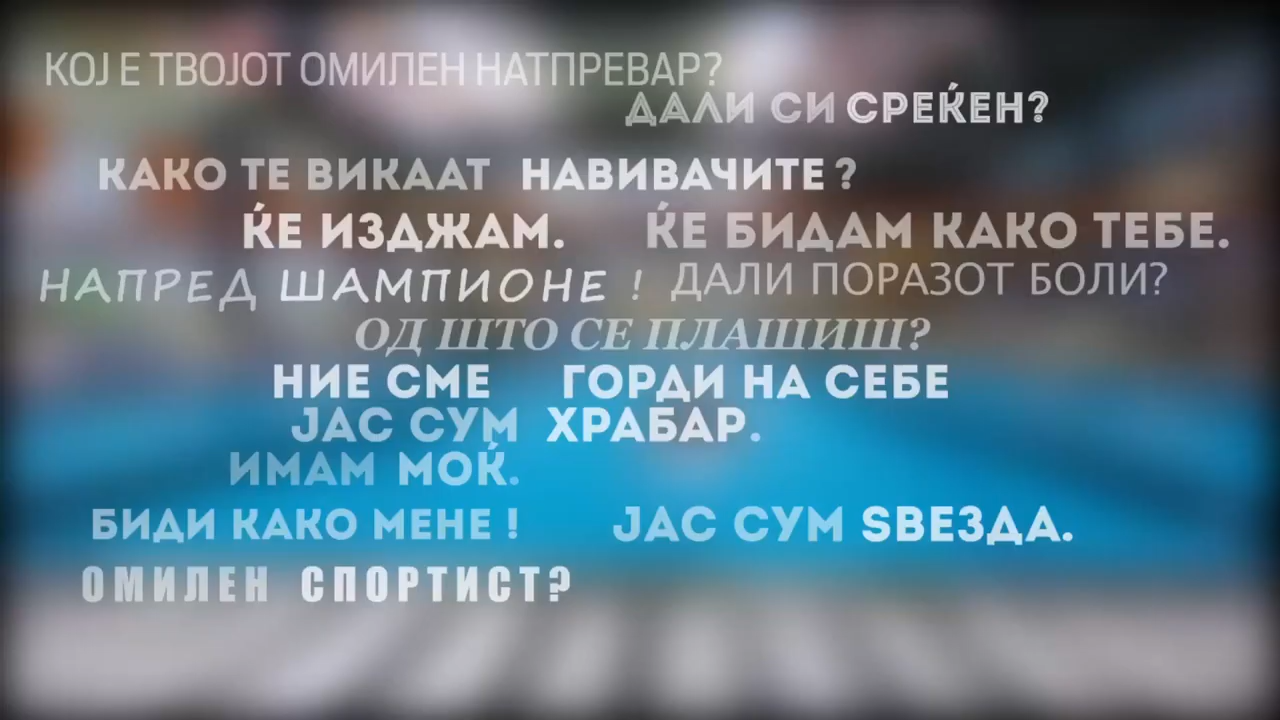 КОЈ Е ТВОЈОТ ОМИЛЕН НАТПРЕВАР?
ДАЛИ СИ СРЕЌЕН?
КАКО ТЕ ВИКААТ НАВИВАЧИТЕ ?
ЌЕ ИЗДЖАМ. ЌЕ БИДАМ КАКО ТЕБЕ.
НАПРЕД ШАМПИОНЕ ! ДАЛИ ПОРАЗОТ БОЛИ?
ОД ШТО СЕ ПЛАШИШ?
НИЕ СМЕ ГОРДИ НА СЕБЕ
ЈАС СУМ ХРАБАР.
ИМАМ МОЌ.
БИДИ КАКО МЕНЕ ! ЈАС СУМ ЅВЕЗДА.
ОМИЛЕН СПОРТИСТ?